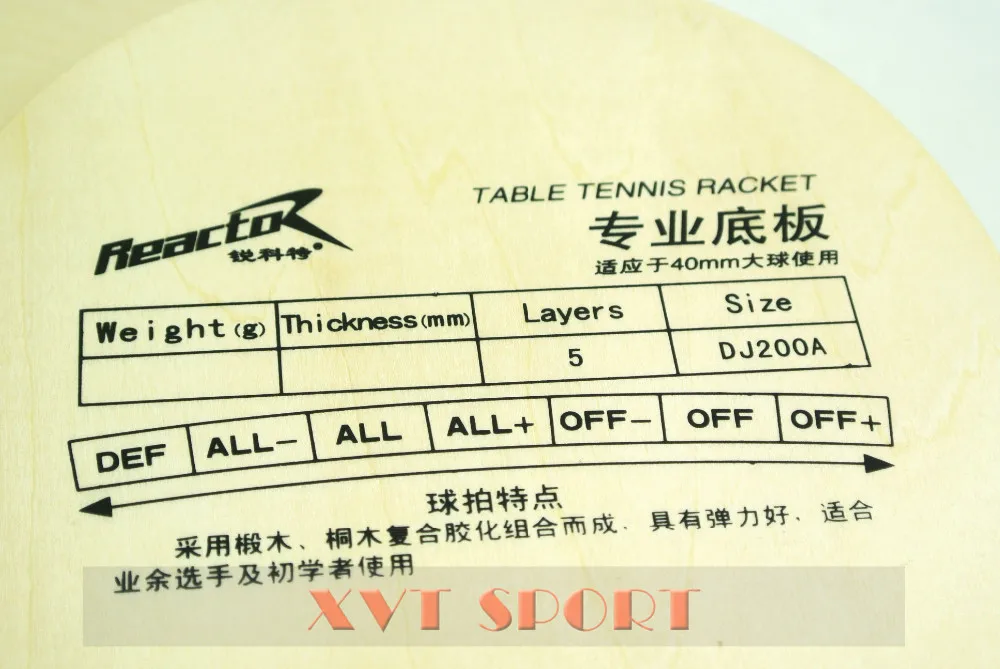 Reactor
锐科特
TABLE TENNIS RACKET
专业底板
适应于40mm大球使用
Weight(g) Thickness(mm) Layers Size
5 DJ200A
DEF ALL- ALL ALL+ OFF- OFF OFF+
球拍特点
采用椴木、桐木复合胶化组合而成．具有弹力好．适合
业余选手及初学者使用
XVT SPORT